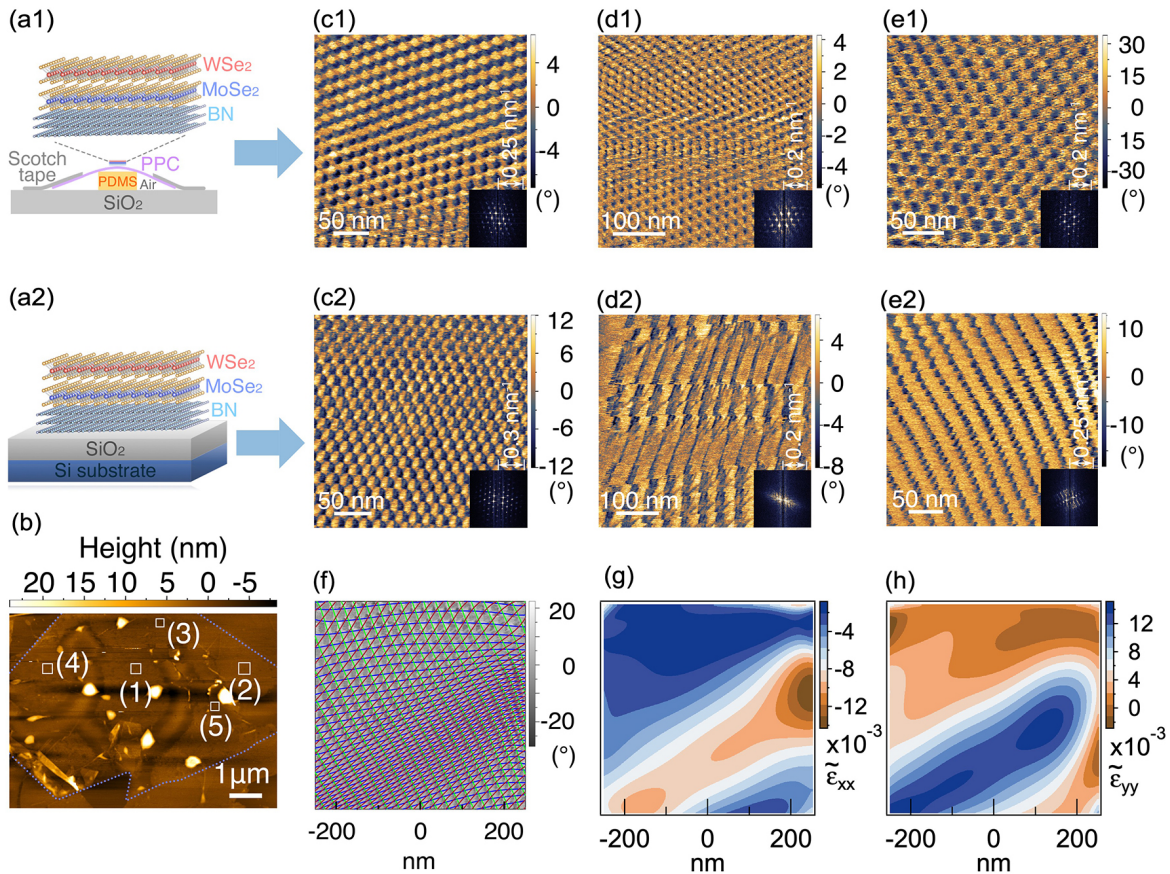 (a1)
WSe2
MoSe2
BN
Scotch
tape
PPC
PDMS
Air
SiO2
(c1)
4
0
-4
(°)
0.25 nm-1
50 nm
(d1)
4
2
0
-2
-4
(°)
0.2 nm-1
100 nm
(e1)
30
15
0
15
-30
(°)
0.2 nm-1
50 nm
(a2)
WSe2
MoSe2
BN
SiO2
Si substrate
(c2)
12
6
0
-6
-12
(°)
0.3 nm-1
50 nm
(d2)
4
0
-4
-8
(°)
0.2 nm-1
100 nm
(e2)
10
0
-10
(°)
0.25 nm-1
50 nm
(b)
Height (nm)
20 15 10 5 0 -5
(3)
(4)
(1)
(2)
(5)
1μm
(f)
20
0
-20
(°)
-200 0 200
nm
(g)
-4
-8
-12
x10-3
ε̃xx
-200 0 200
nm
(h)
12
8
4
0
x10-3
ε̃yy
-200 0 200
nm